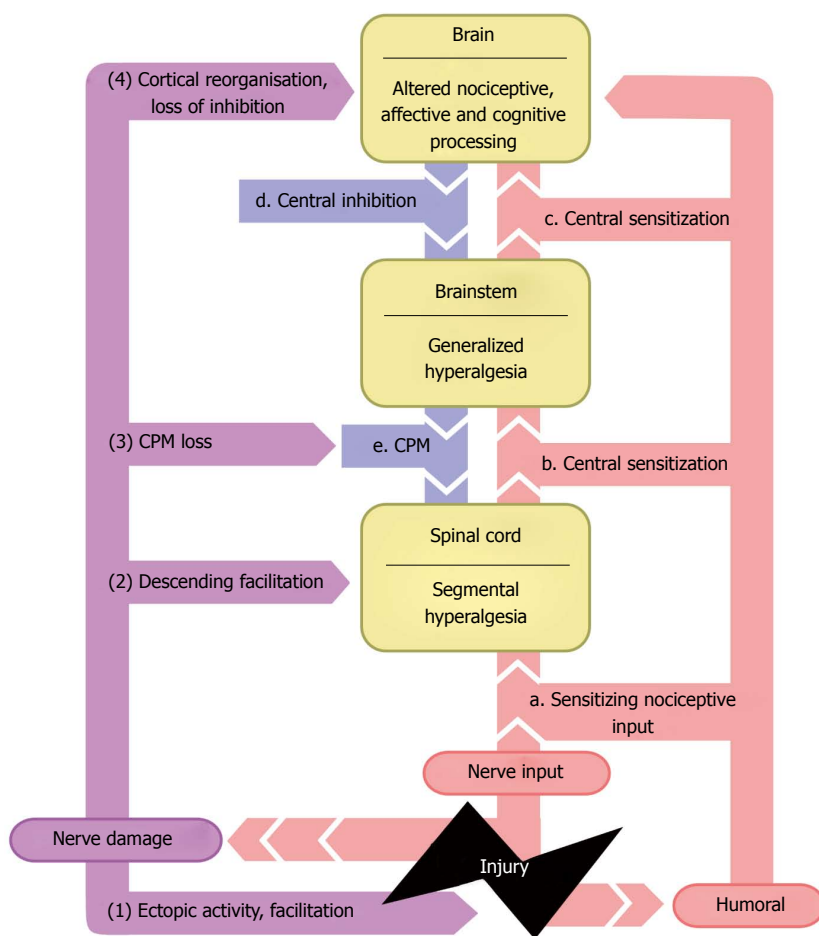 Brain
Altered nociceptive,
affective and cognitive
processing
(4) Cortical reorganisation,
loss of inhibition
d. Central inhibition
c. Central sensitization
Brainstem
Generalized
hyperalgesia
(3) CPM loss
e. CPM
b. Central sensitization
Spinal cord
Segmental
hyperalgesia
(2) Descending facilitation
a. Sensitizing nociceptive
input
Nerve input
Nerve damage
Injury
(1) Ectopic activity, facilitation
Humoral